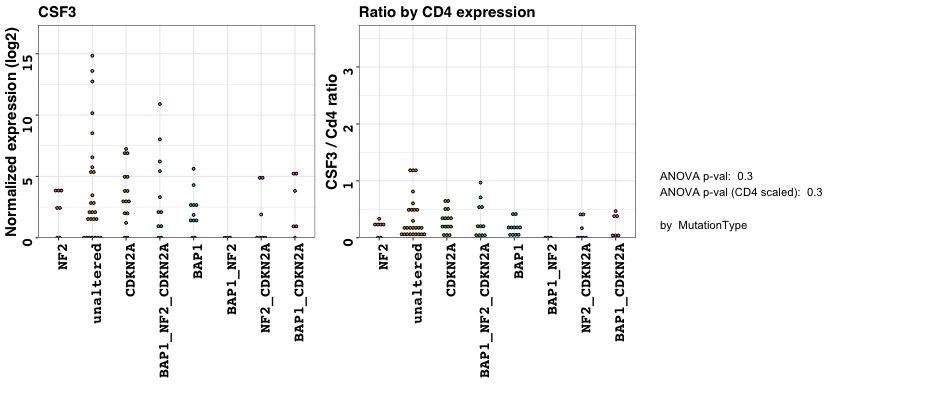 CSF3
Normalized expression (log2)
15
10
5
0
NF2
unaltered
CDKN2A
BAP1_NF2_CDKN2A
BAP1
BAP1_NF2
NF2_CDKN2A
BAP1_CDKN2A
Ratio by CD4 expression
CSF3 / Cd4 ratio
3
2
1
0
NF2
unaltered
CDKN2A
BAP1_NF2_CDKN2A
BAP1
BAP1_NF2
NF2_CDKN2A
BAP1_CDKN2A
ANOVA p-val: 0.3
ANOVA p-val (CD4 scaled): 0.3
by MutationType